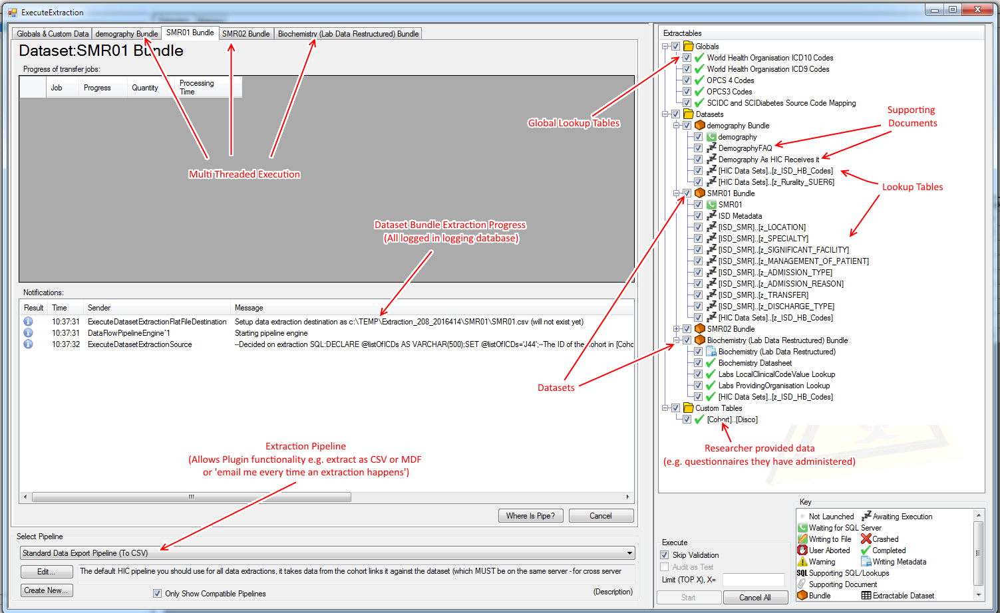 ExecuteExtraction
Globals & Custom Data
demography Bundle
SMR01 Bundle
SMR02 Bundle
Biochemistry (Lab Data Restructured) Bundle
Dataset:SMR01 Bundle
Progress of transfer jobs:
Job
Progress
Quantity
Processing
Time
Multi Threaded Execution
Global Lookup Tables
Dataset Bundle Extraction Progress
(All logged in logging database)
Notifications:
Result Time Sender Message
10:37:31 ExecuteDatasetExtractionFlatFileDestination Setup data extraction destination as c:\TEMP\Extraction_208_2016414\SMR01\SMR01.csv (will not exist yet)
10:37:31 DataFlowPipelineEngine`1 Starting pipeline engine
10:37:32 ExecuteDatasetExtractionSource --Decided on extraction SQL:DECLARE @listOfICDs AS VARCHAR(500);SET @listOfICDs='J44';--The ID of the cohort in [Coho
Datasets
Extraction Pipeline
(Allows Plugin functionality e.g. extract as CSV or MDF
or 'email me every time an extraction happens')
Where Is Pipe?
Cancel
Select Pipeline
Standard Data Export Pipeline (To CSV)
Edit...
The default HIC pipeline you should use for all data extractions, it takes data from the cohort links it against the dataset (which MUST be on the same server - for cross server
Create New...
Only Show Compatible Pipelines
(Description)
Extractables
Globals
World Health Organisation ICD10 Codes
World Health Organisation ICD9 Codes
OPCS 4 Codes
OPCS3 Codes
SCIDC and SCIDiabetes Source Code Mapping
Datasets
demography Bundle
demography
DemographyFAQ
Demography As HIC Receives it
[HIC Data Sets]..[z_ISD_HB_Codes]
[HIC Data Sets]..[z_Rurality_SUER6]
SMR01 Bundle
SMR01
ISD Metadata
[ISD_SMR]..[z_LOCATION]
[ISD_SMR]..[z_SPECIALTY]
[ISD_SMR]..[z_SIGNIFICANT_FACILITY]
[ISD_SMR]..[z_MANAGEMENT_OF_PATIENT]
[ISD_SMR]..[z_ADMISSION_TYPE]
[ISD_SMR]..[z_ADMISSION_REASON]
[ISD_SMR]..[z_TRANSFER]
[ISD_SMR]..[z_DISCHARGE_TYPE]
[HIC Data Sets]..[z_ISD_HB_Codes]
SMR02 Bundle
Biochemistry (Lab Data Restructured) Bundle
Biochemistry (Lab Data Restructured)
Biochemistry Datasheet
Labs LocalClinicalCodeValue Lookup
Labs ProvidingOrganisation Lookup
[HIC Data Sets]..[z_ISD_HB_Codes]
Custom Tables
[Cohort]..[Disco]
Supporting
Documents
Lookup Tables
Researcher provided data
(e.g. questionnaires they have administered)
Execute
Skip Validation
Audit as Test
Limit (TOP X), X=
Start
Cancel All
Key
Not Launched
Awaiting Execution
Waiting for SQL Server
Writing to File
Crashed
User Aborted
Completed
Warning
Writing Metadata
SQL Supporting SQL/Lookups
Supporting Document
Bundle
Extractable Dataset